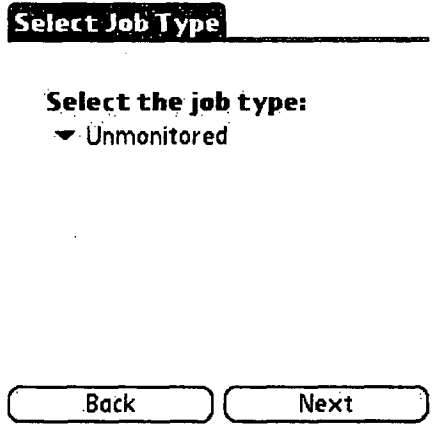 Select Job Type
Select the job type:
Unmonitored
Back Next